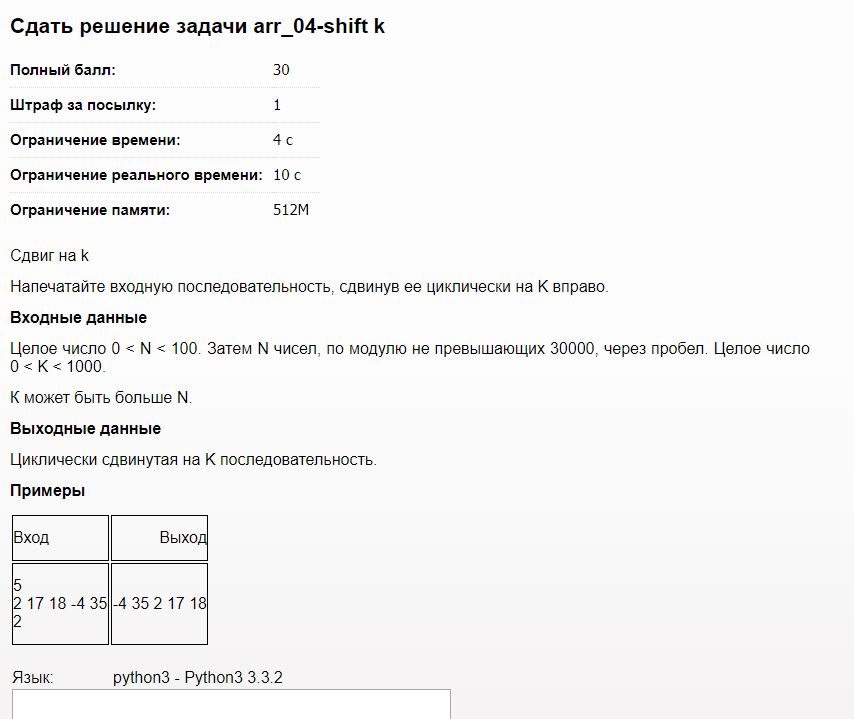 Сдать решение задачи arr_04-shift k
Полный балл: 30
Штраф за посылку: 1
Ограничение времени: 4 с
Ограничение реального времени: 10 с
Ограничение памяти: 512M
Сдвиг на k
Напечатайте входную последовательность, сдвинув ее циклически на K вправо.
Входные данные
Целое число 0 < N < 100. Затем N чисел, по модулю не превышающих 30000, через пробел. Целое число
0 < K < 1000.
К может быть больше N.
Выходные данные
Циклически сдвинутая на K последовательность.
Примеры
Вход Выход
5
2 17 18 -4 35 -4 35 2 17 18
2
Язык: python3 - Python3 3.3.2